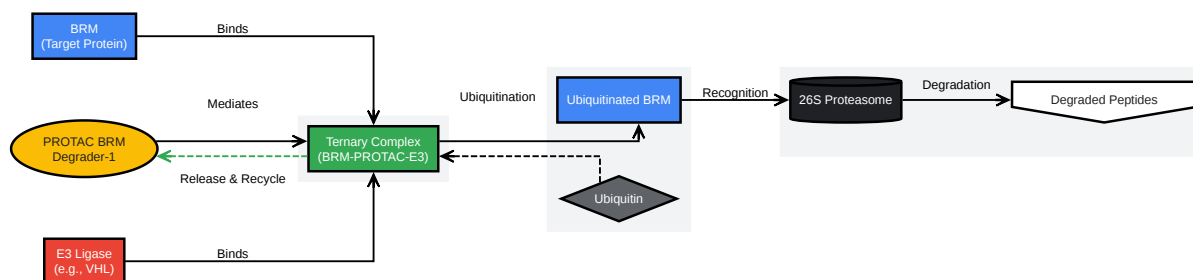 BRM
(Target Protein)
Binds
Mediates
PROTAC BRM
Degrader-1
Release & Recycle
E3 Ligase
(e.g., VHL)
Binds
Ternary Complex
(BRM-PROTAC-E3)
Ubiquitination
Ubiquitinated BRM
Ubiquitin
Recognition
26S Proteasome
Degradation
Degraded Peptides